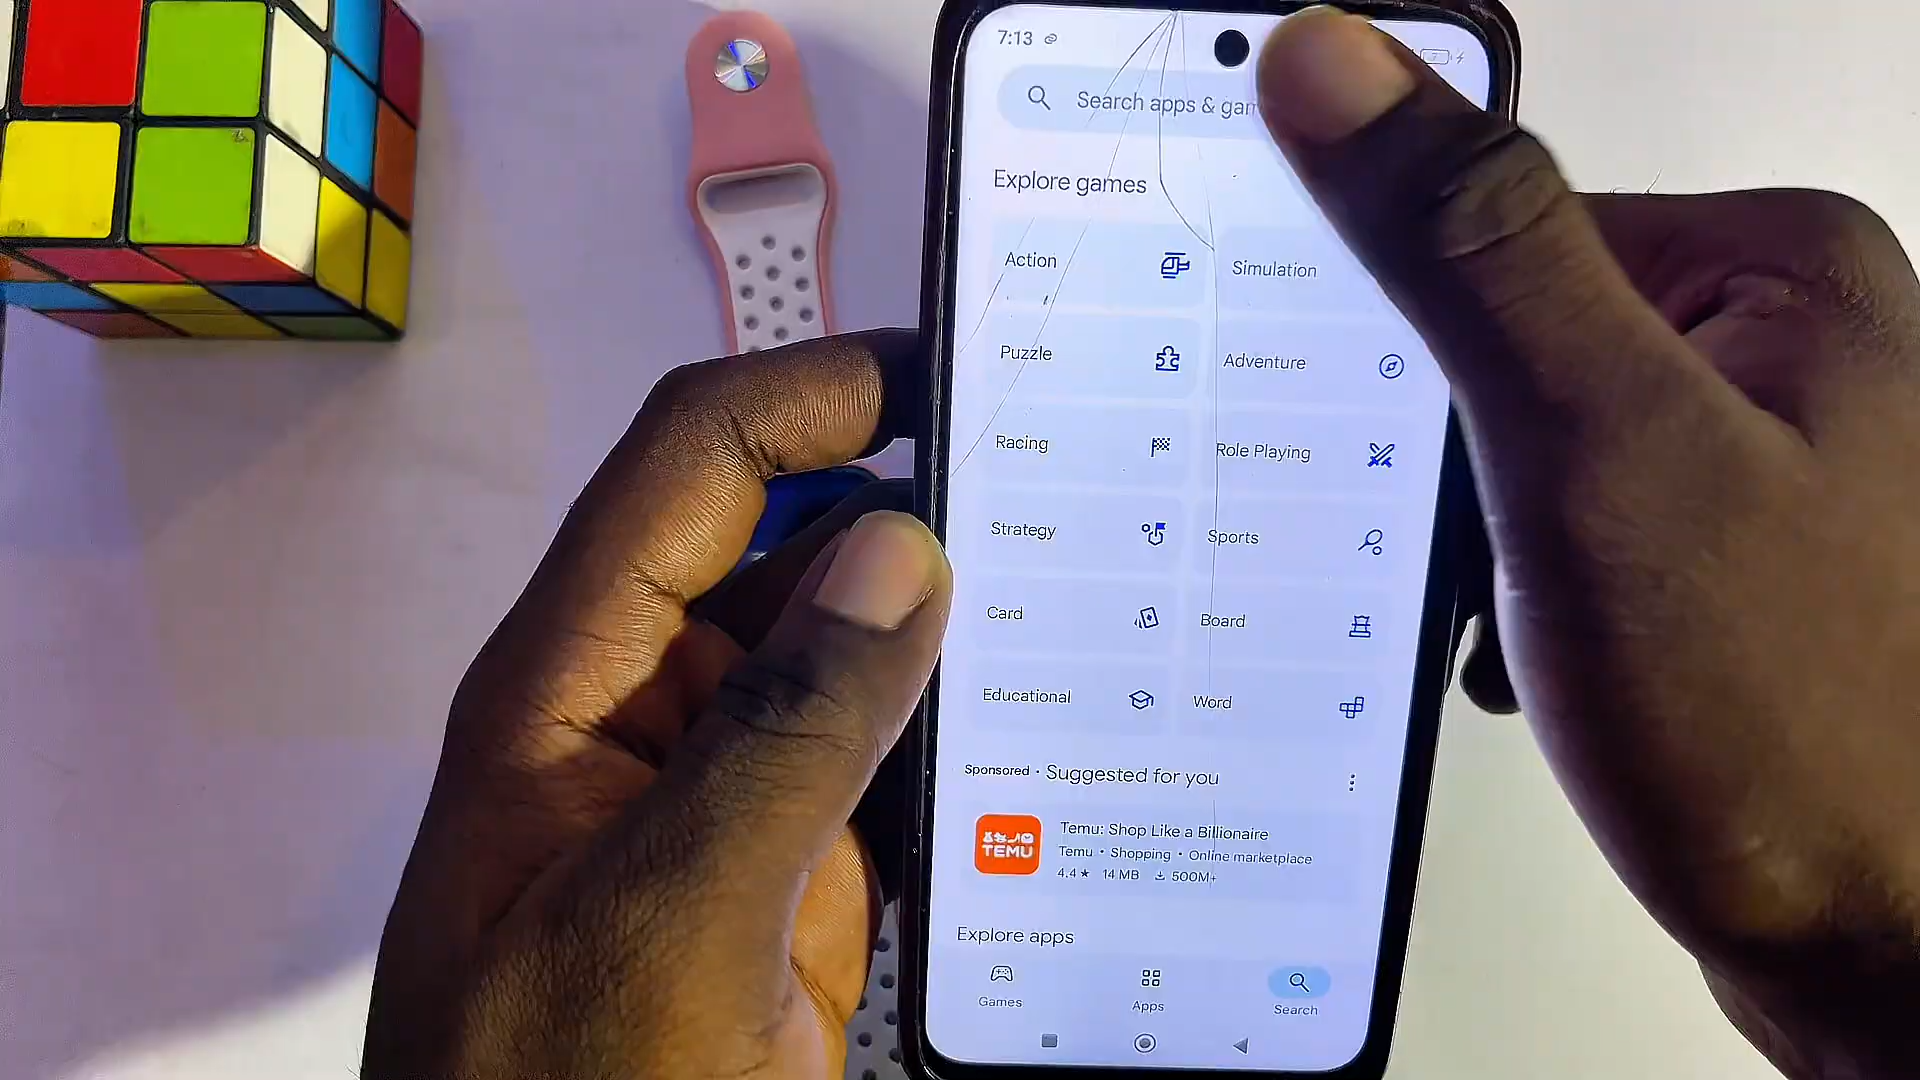 7:13
Search apps & gam
Explore games
Action
Simulation
Puzzle
Adventure
Racing
Role Playing
Strategy
Sports
Card
Board
Educational
Word
Sponsored • Suggested for you
TEMU
Temu: Shop Like a Billionaire
Temu • Shopping • Online marketplace
4.4★ 14 MB 500M+
Explore apps
Games
Apps
Search